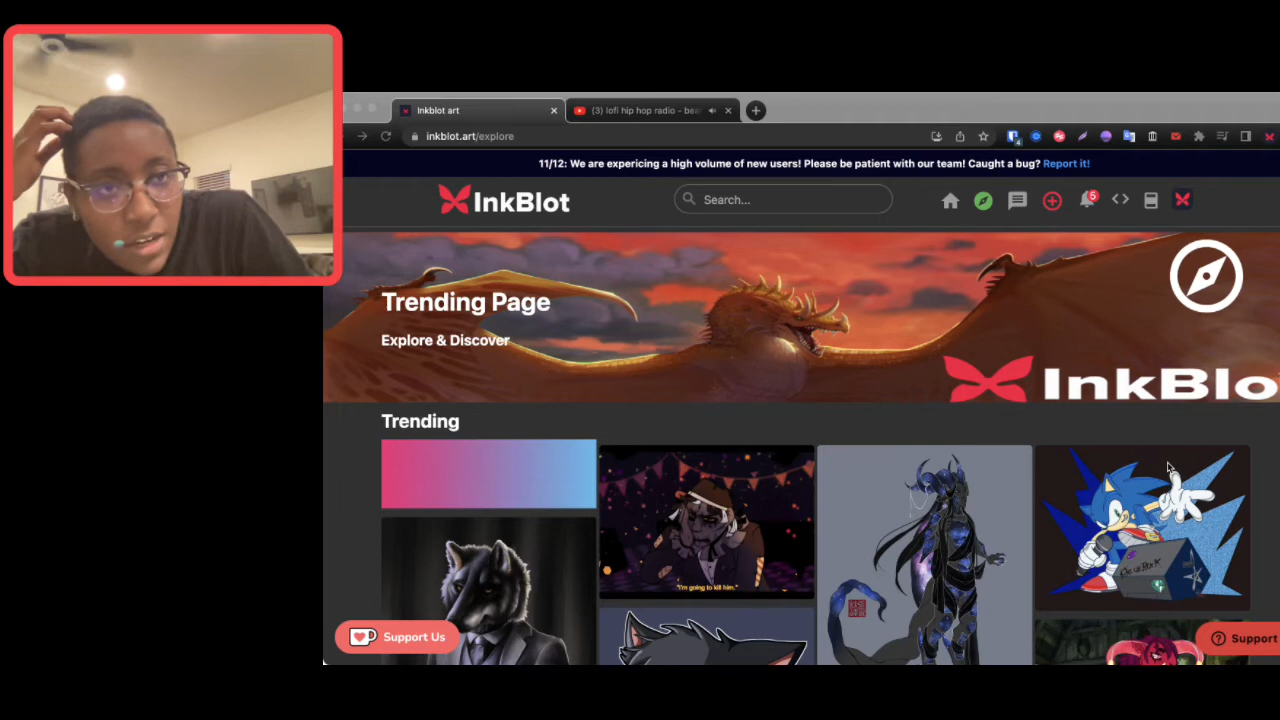 Inkblot art
(3) lofi hip hop radio - bea
inkblot.art/explore
11/12: We are expericing a high volume of new users! Please be patient with our team! Caught a bug? Report it!
InkBlot
Search...
5
Trending Page
Explore & Discover
InkBlo
Trending
"I'm going to kill him."
Support Us
Support